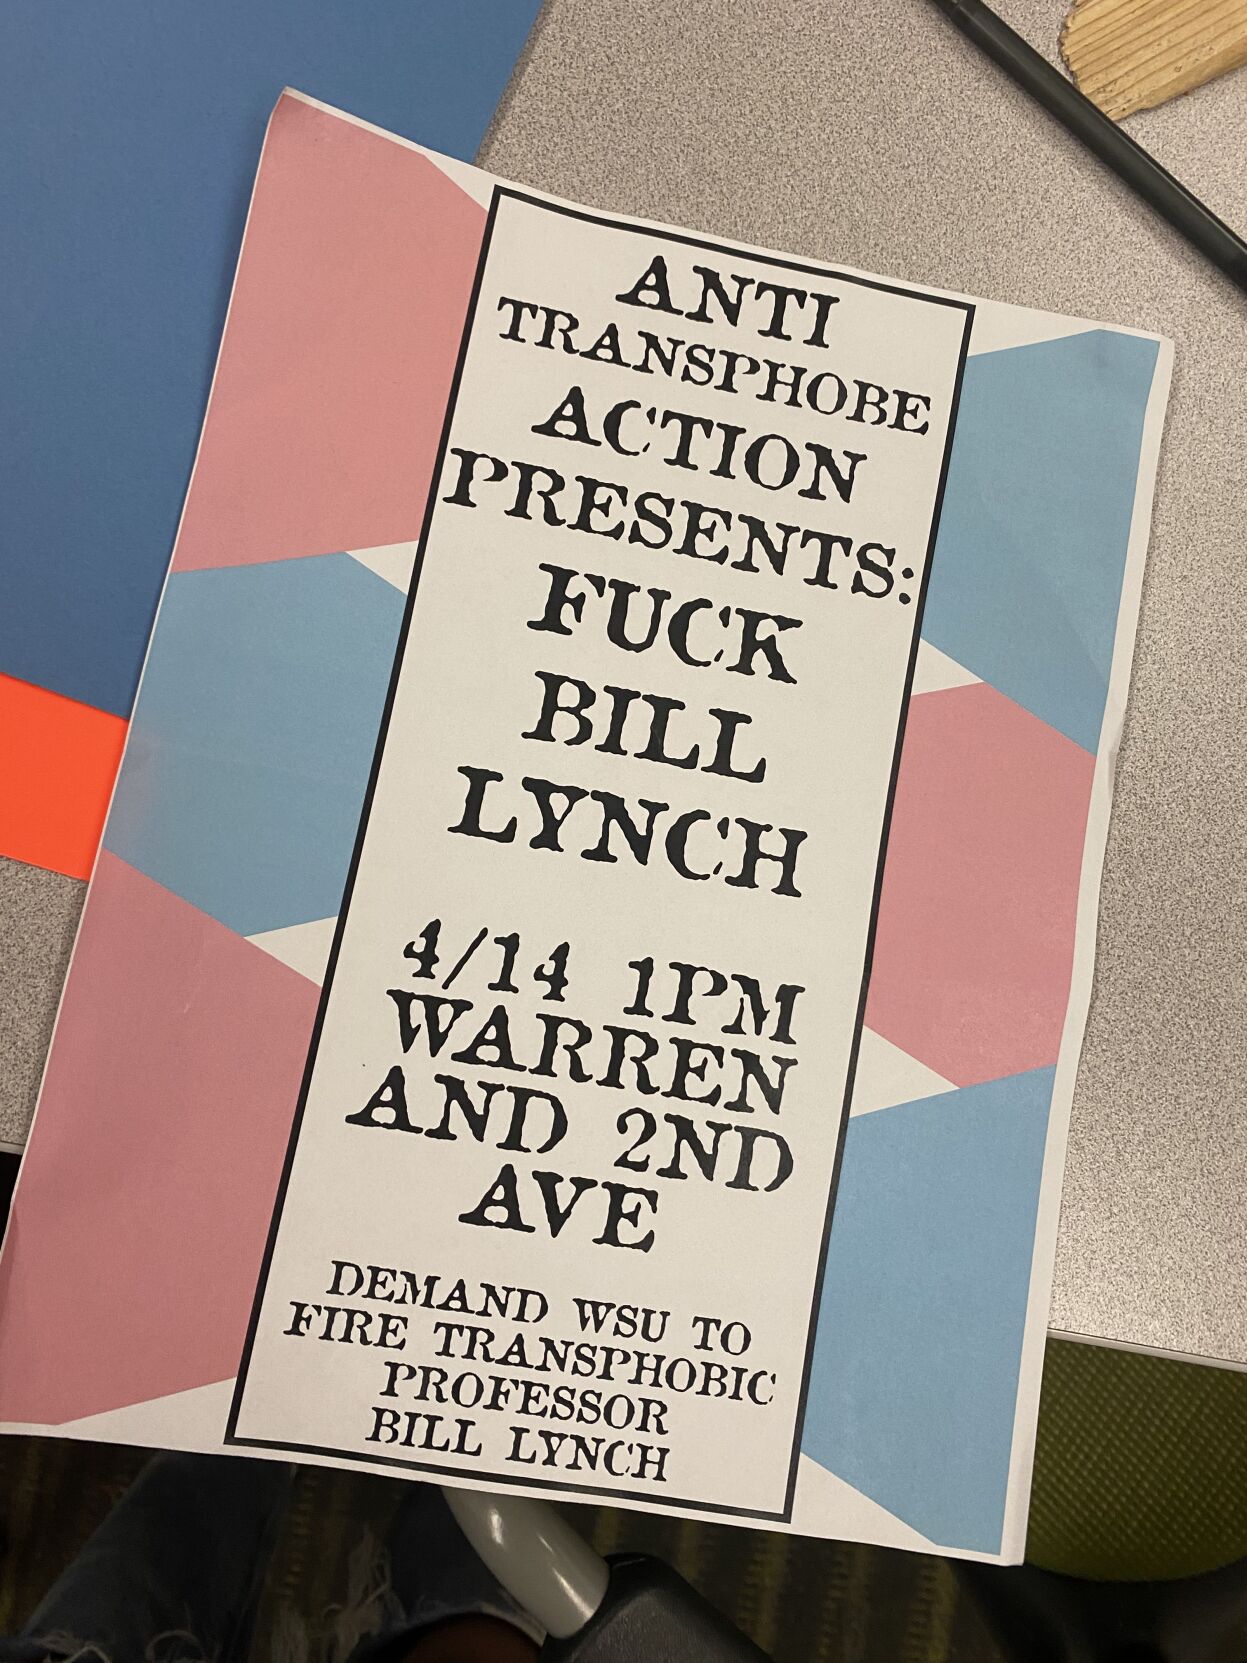 ANTI
TRANSPHOBE
ACTION
PRESENTS:
FUCK
BILL
LYNCH
4/14 1PM
WARREN
AND 2ND
AVE
DEMAND WSU TO
FIRE TRANSPHOBIC
PROFESSOR
BILL LYNCH